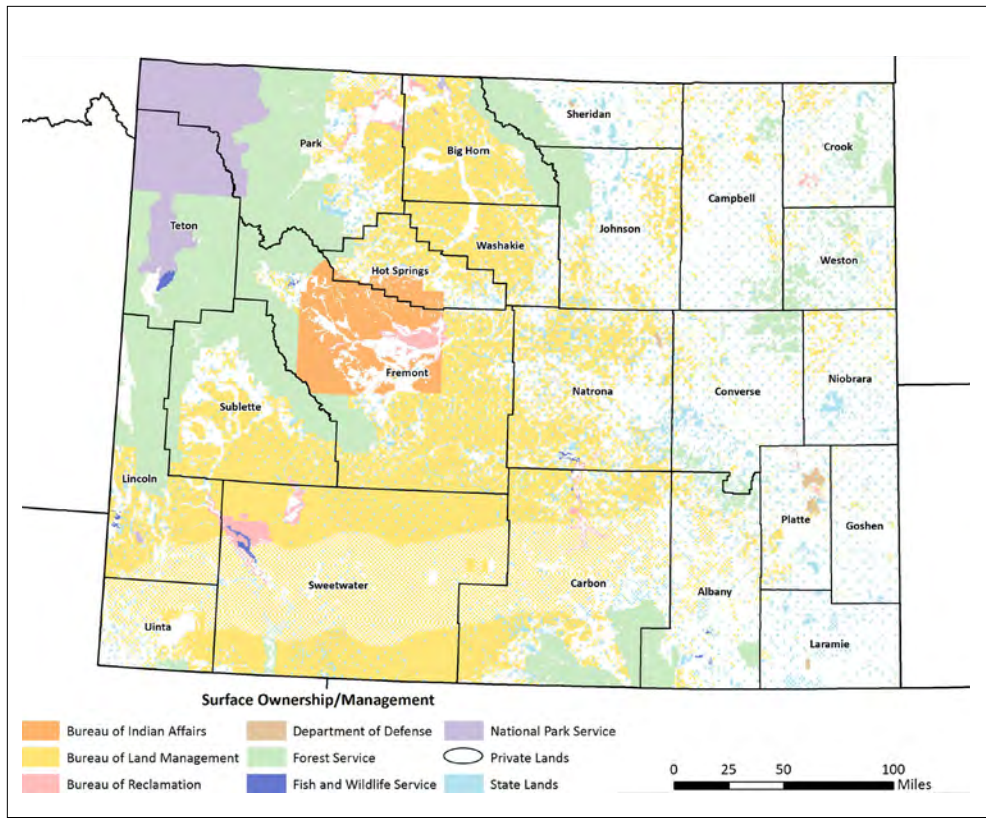 Sheridan
Crook
Park
Big Horn
Campbell
Teton
Johnson
Washakie
Weston
Hot Springs
Fremont
Natrona
Converse
Niobrara
Sublette
Lincoln
Platte
Goshen
Sweetwater
Carbon
Albany
Uinta
Laramie
Surface Ownership/Management
Bureau of Indian Affairs
Department of Defense
National Park Service
Bureau of Land Management
Forest Service
Private Lands
Bureau of Reclamation
Fish and Wildlife Service
State Lands
0 25 50 100
Miles